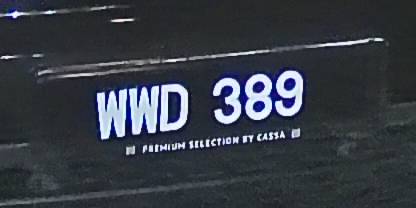 WWD 389
PREMIUM SELECTION BY CASSA